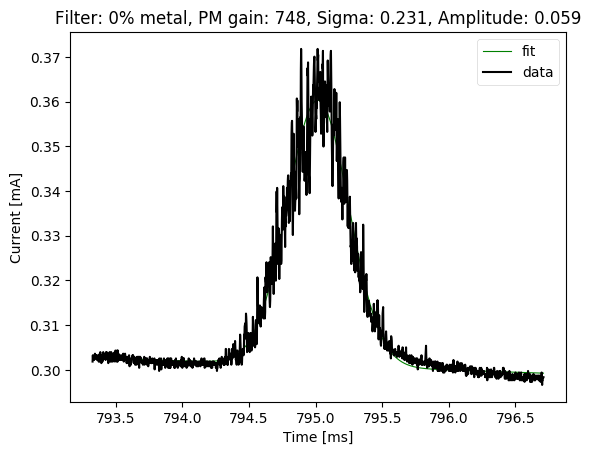 Filter: 0% metal, PM gain: 748, Sigma: 0.231, Amplitude: 0.059
fit
data
Current [mA]
0.37
0.36
0.35
0.34
0.33
0.32
0.31
0.30
793.5 794.0 794.5 795.0 795.5 796.0 796.5
Time [ms]